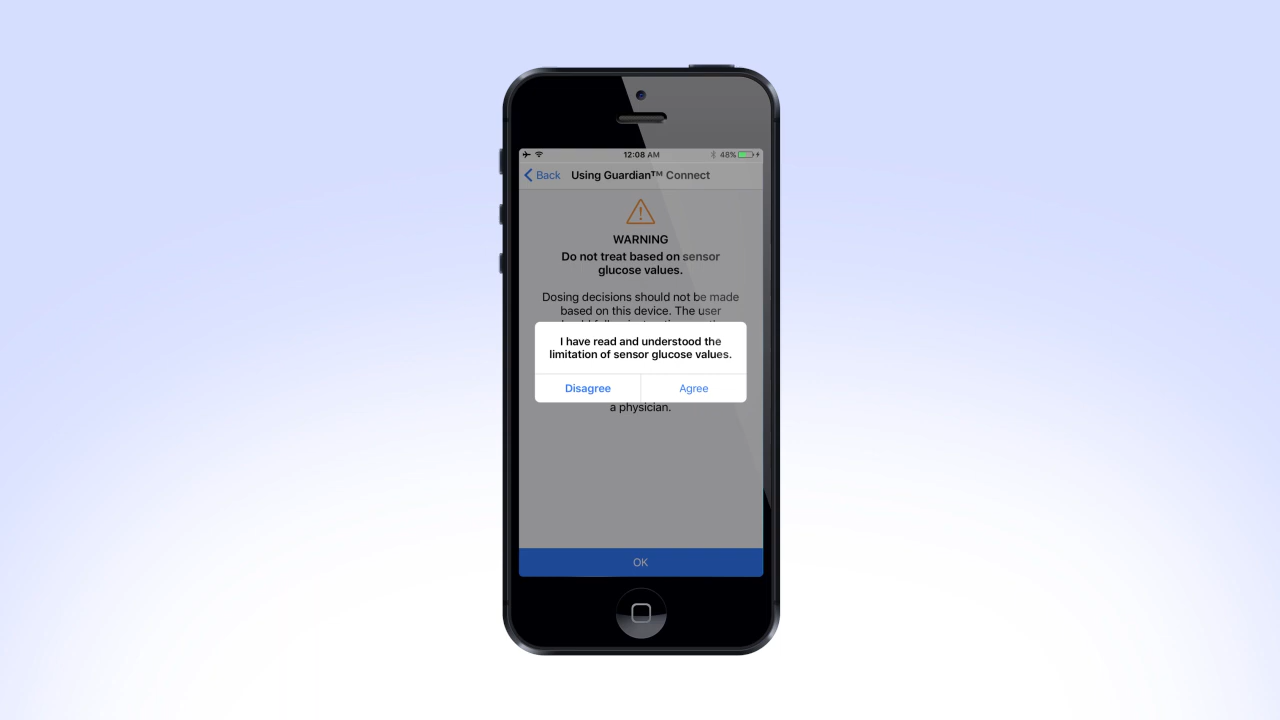 12:08 AM
48%
Back
Using Guardian™ Connect
WARNING
Do not treat based on sensor
glucose values.
Dosing decisions should not be made
based on this device. The user
I have read and understood the
limitation of sensor glucose values.
Disagree
Agree
a physician.
OK